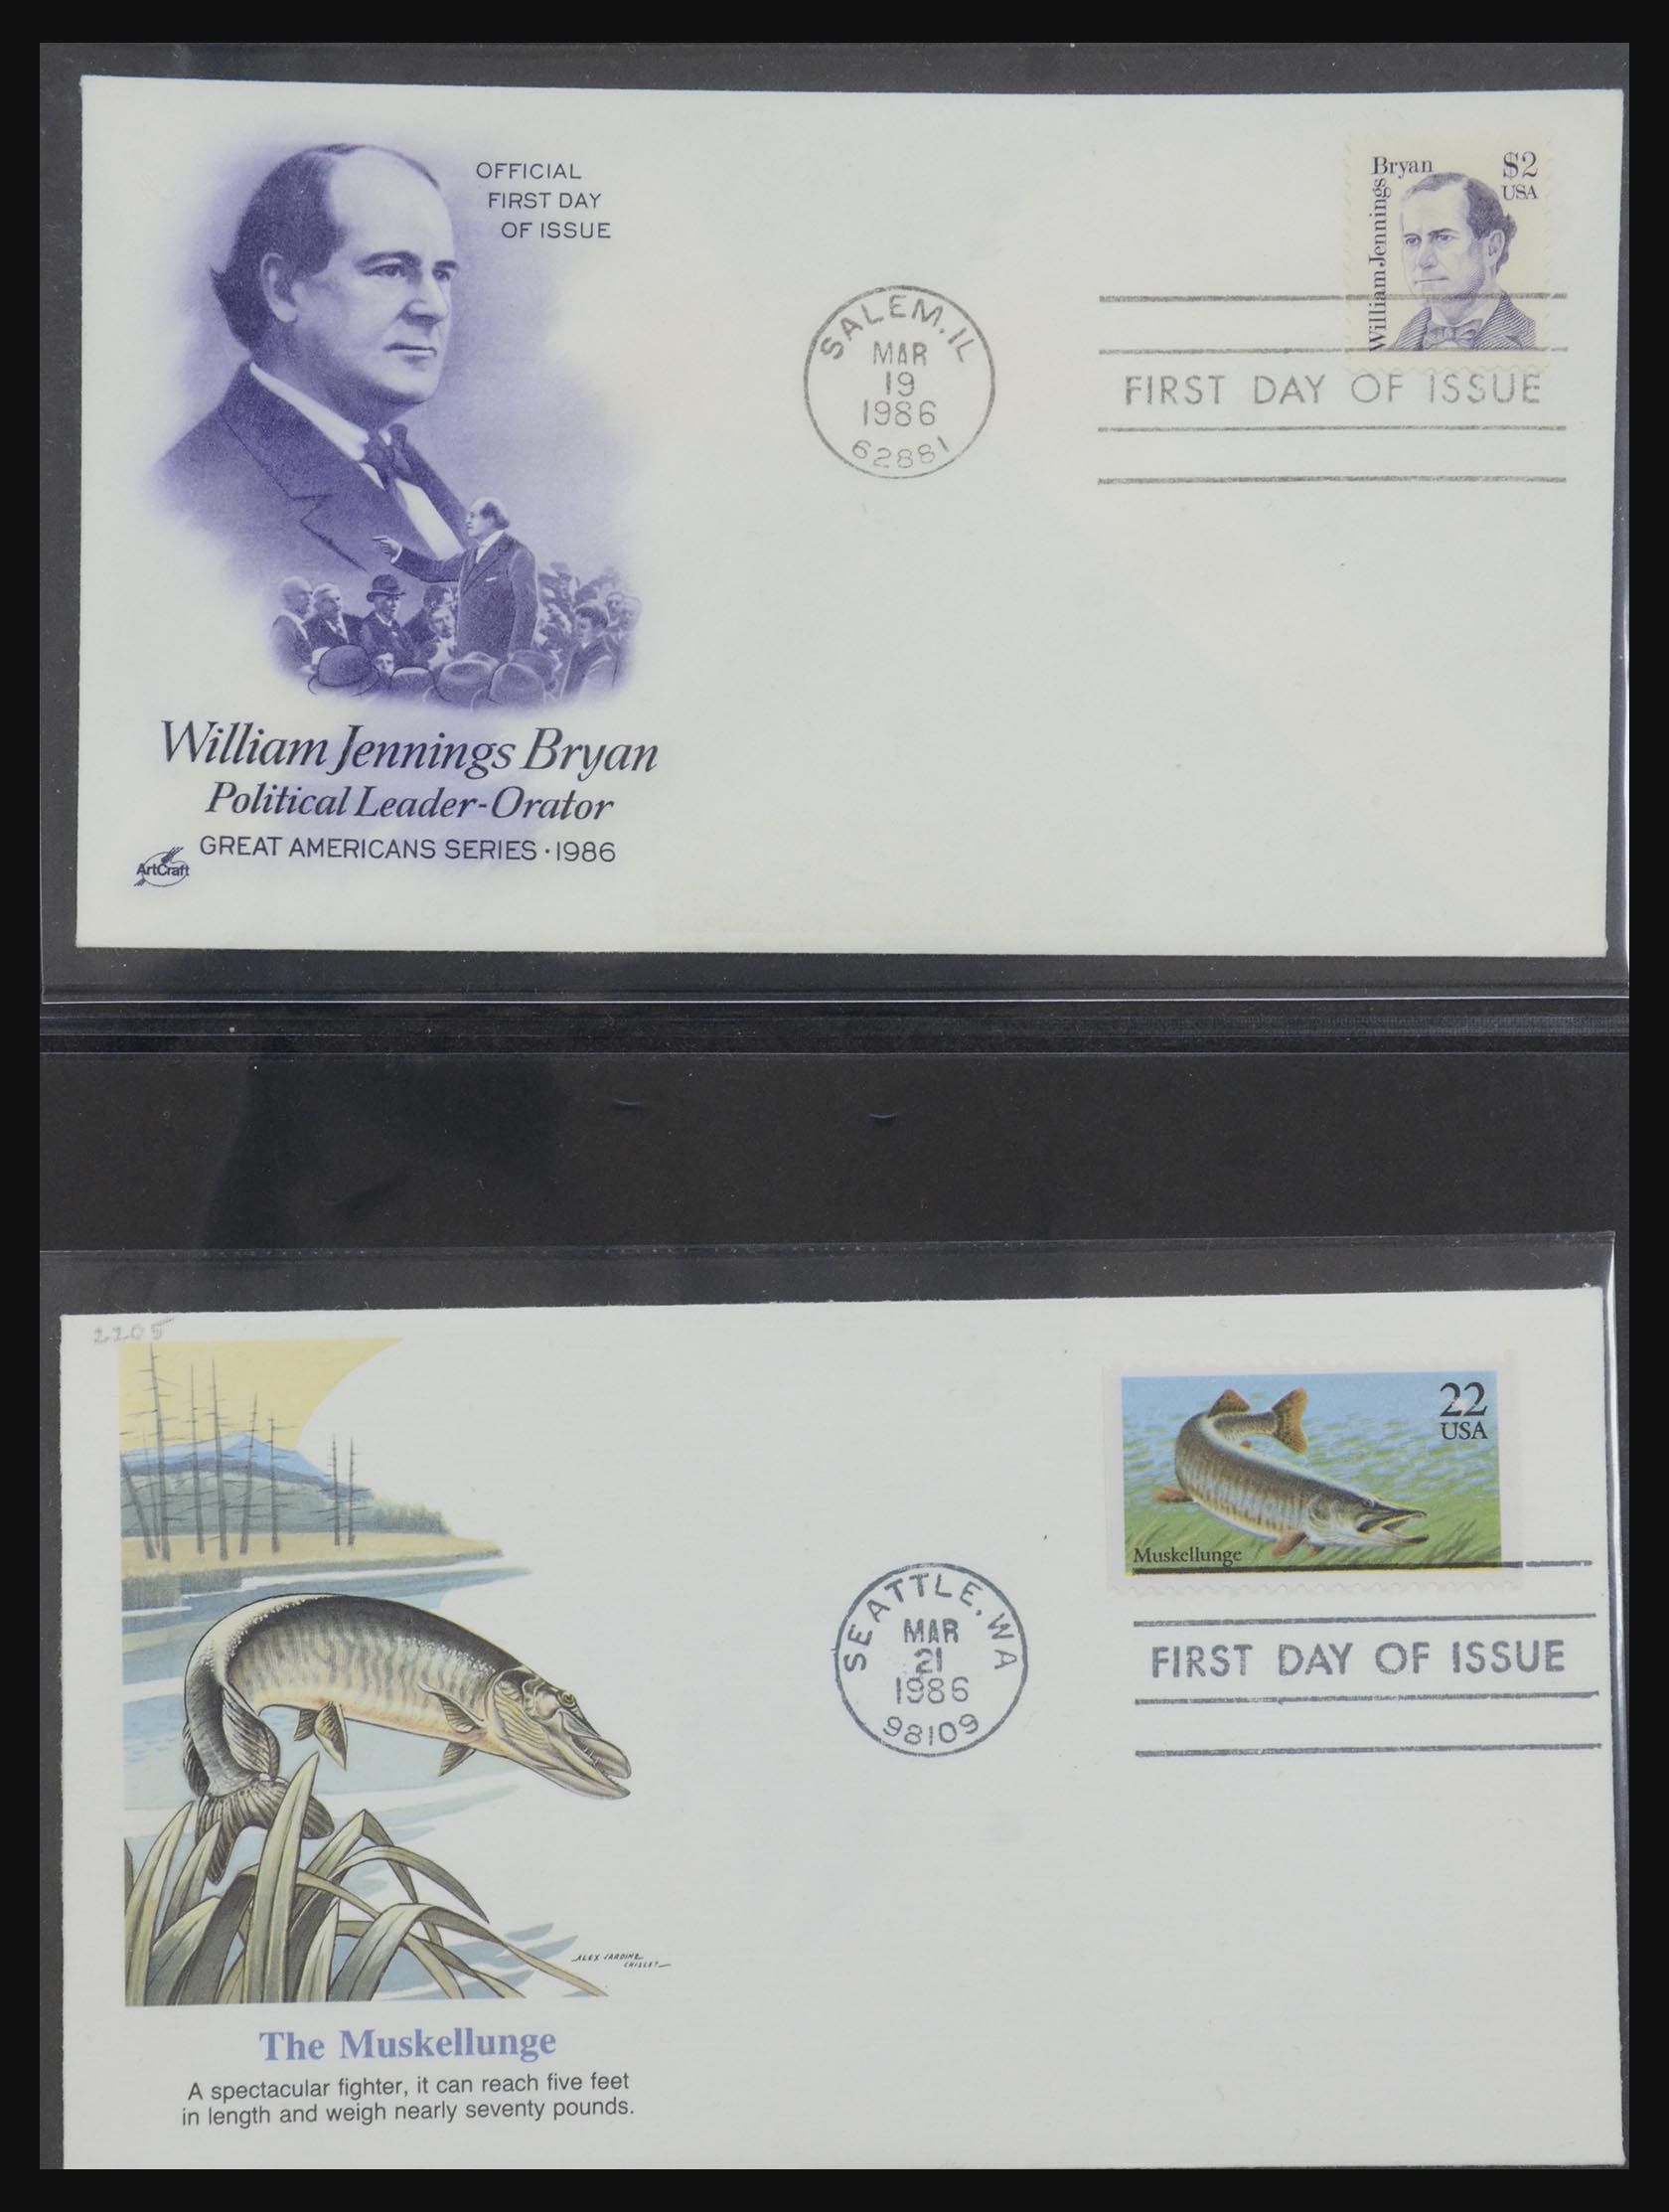 OFFICIAL
FIRST DAY
OF ISSUE
William Jennings Bryan
Political Leader-Orator
GREAT AMERICANS SERIES · 1986
ArtCraft
SALEM, IL
MAR
19
1986
62881
Bryan
William Jennings
$2
USA
FIRST DAY OF ISSUE
2205
The Muskellunge
A spectacular fighter, it can reach five feet
in length and weigh nearly seventy pounds.
ALEX JARDINE
SEATTLE, WA
MAR
21
1986
98109
22
USA
Muskellunge
FIRST DAY OF ISSUE